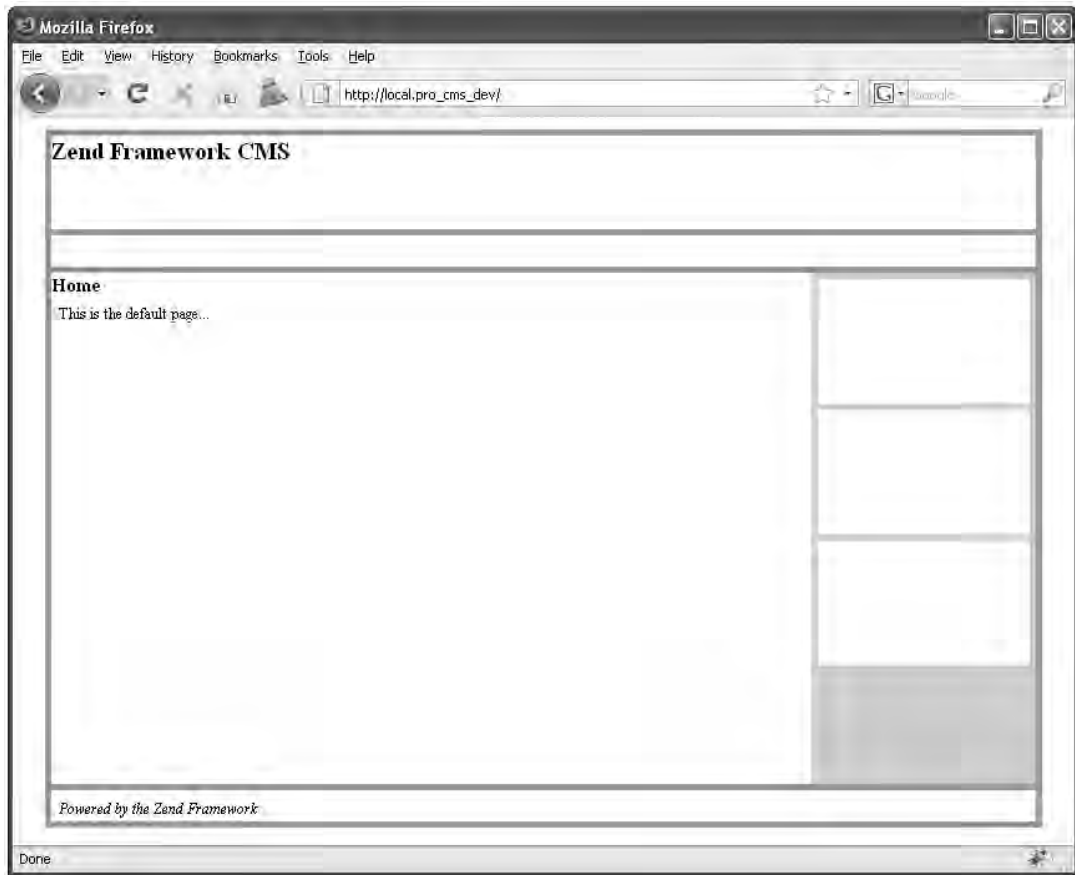 Mozilla Firefox
File Edit View History Bookmarks Tools Help
http://local.pro_cms_dev/
G Google
Zend Framework CMS
Home
This is the default page...
Powered by the Zend Framework
Done